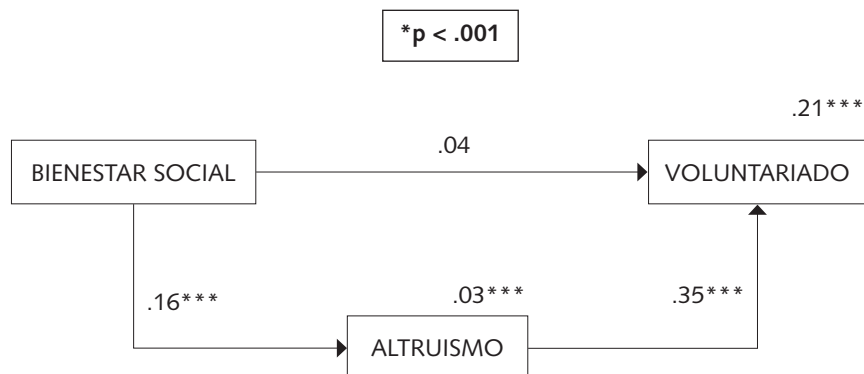 *p < .001
.21***
.04
BIENESTAR SOCIAL
VOLUNTARIADO
.16***
.03***
.35***
ALTRUISMO